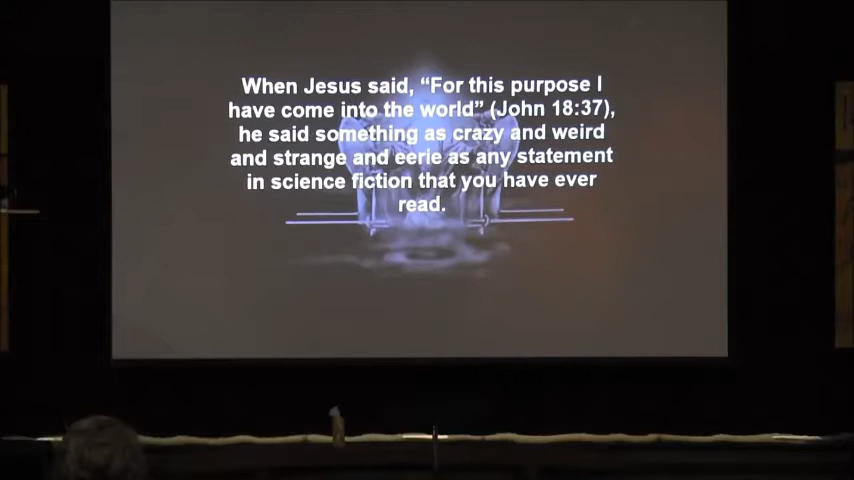 When Jesus said, “For this purpose I
have come into the world” (John 18:37),
he said something as crazy and weird
and strange and eerie as any statement
in science fiction that you have ever
read.